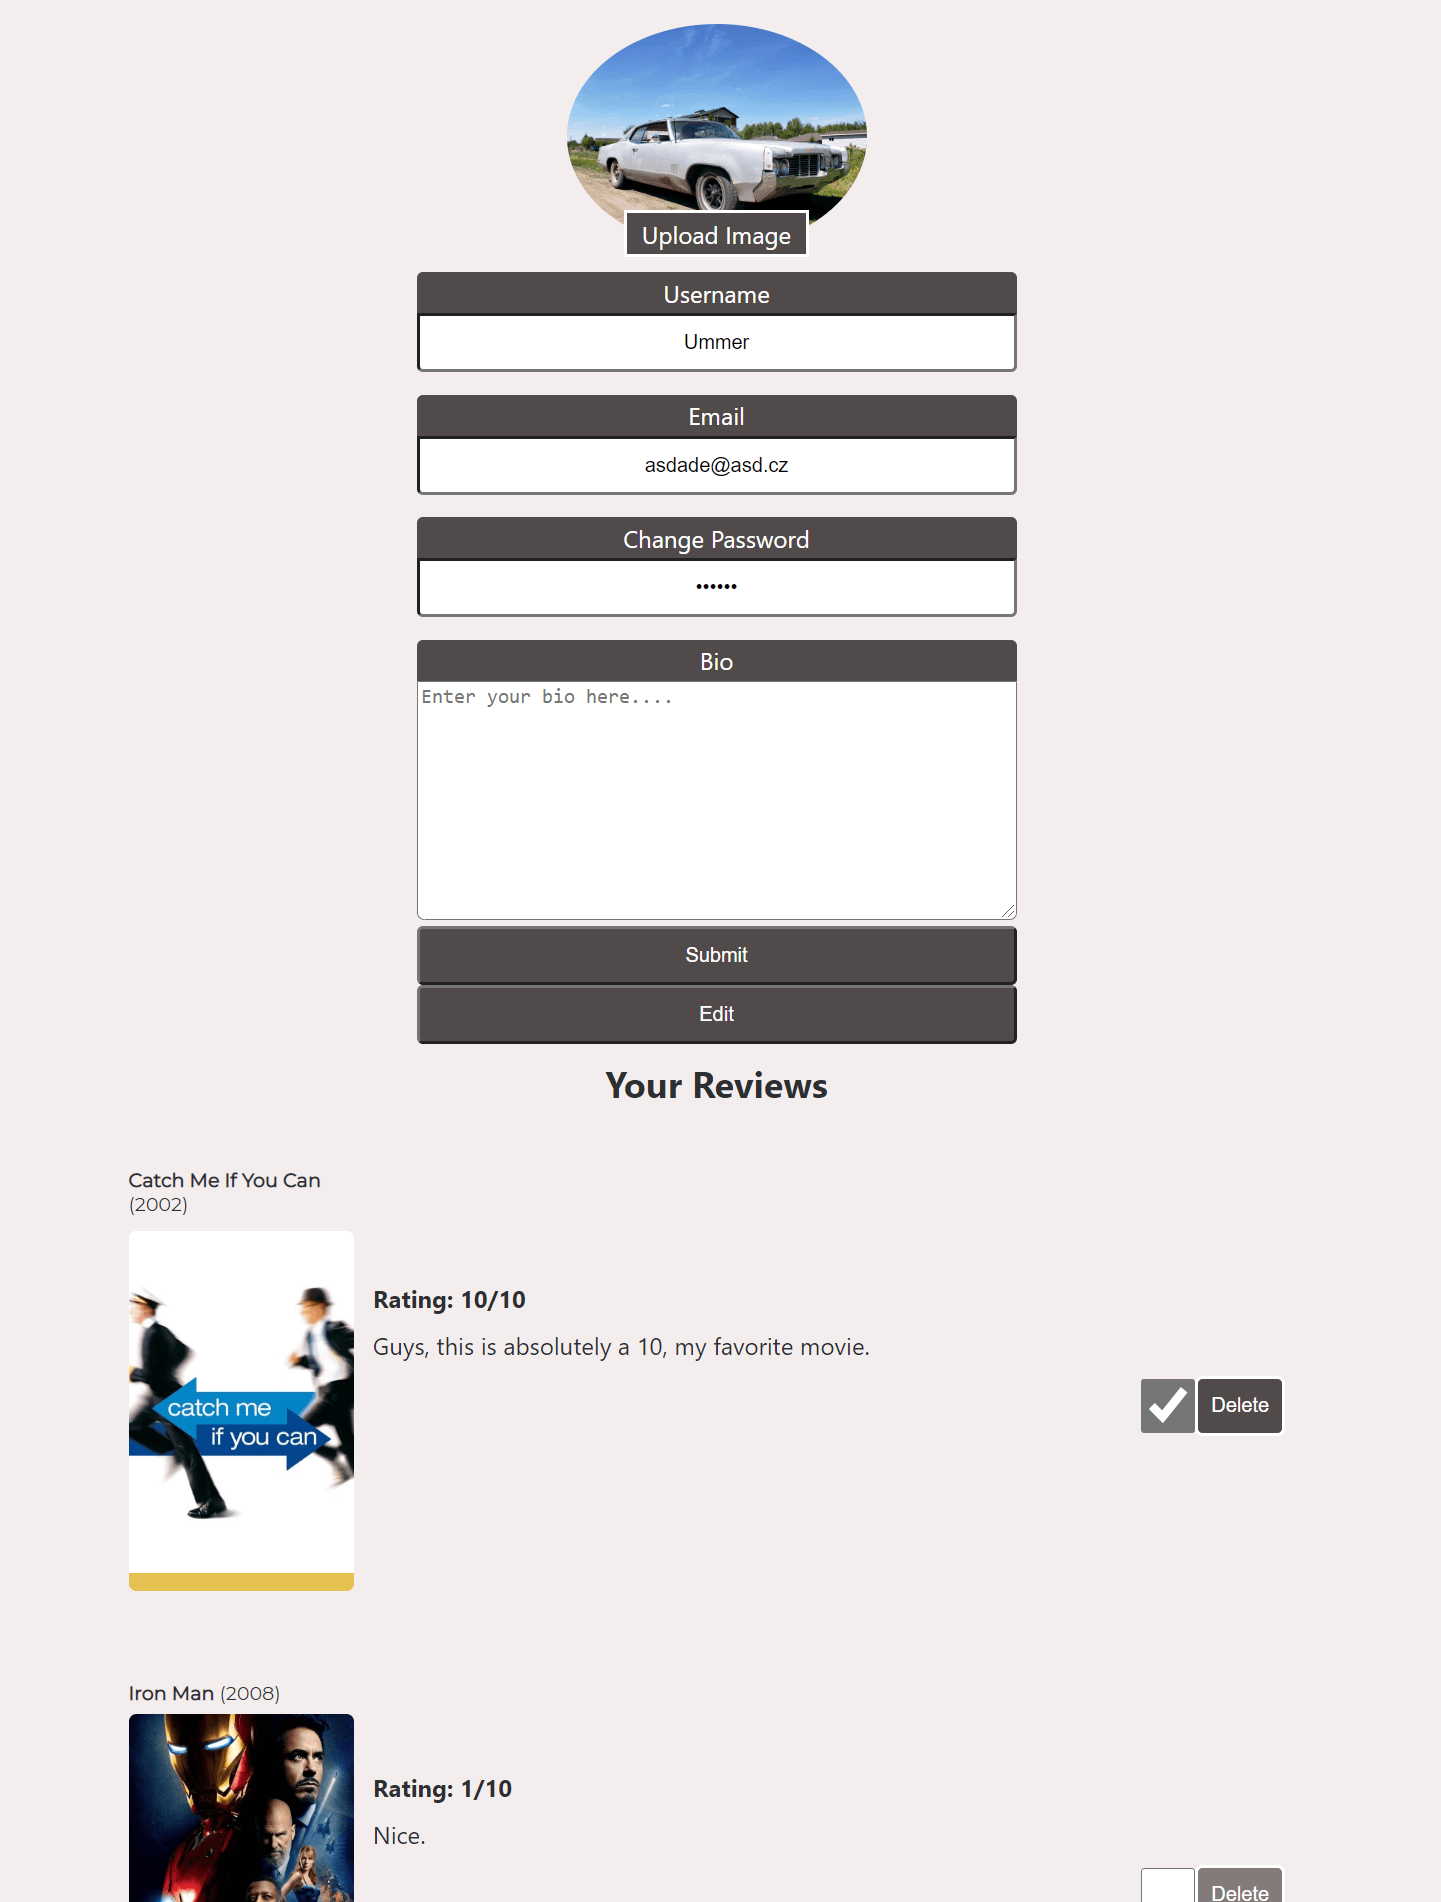 Upload Image
Username
Ummer
Email
asdade@asd.cz
Change Password
••••••
Bio
Enter your bio here....
Submit
Edit
Your Reviews
Catch Me If You Can
(2002)
catch me
if you can
Rating: 10/10
Guys, this is absolutely a 10, my favorite movie.
Delete
Iron Man (2008)
Rating: 1/10
Nice.
Delete